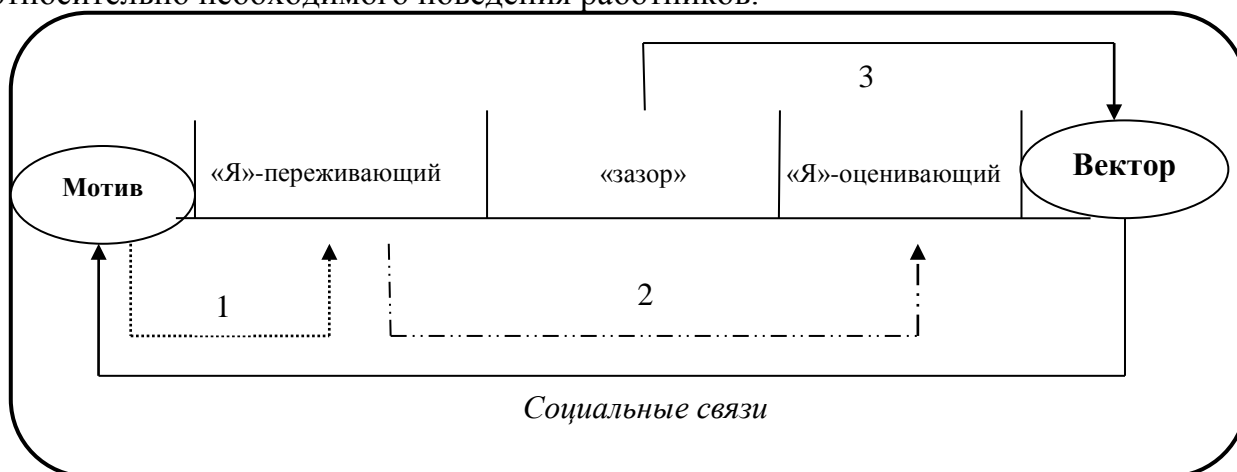 относительно необходимого поведения работников.
3
Мотив
«Я»-переживающий
«зазор»
«Я»-оценивающий
Вектор
1
2
Социальные связи